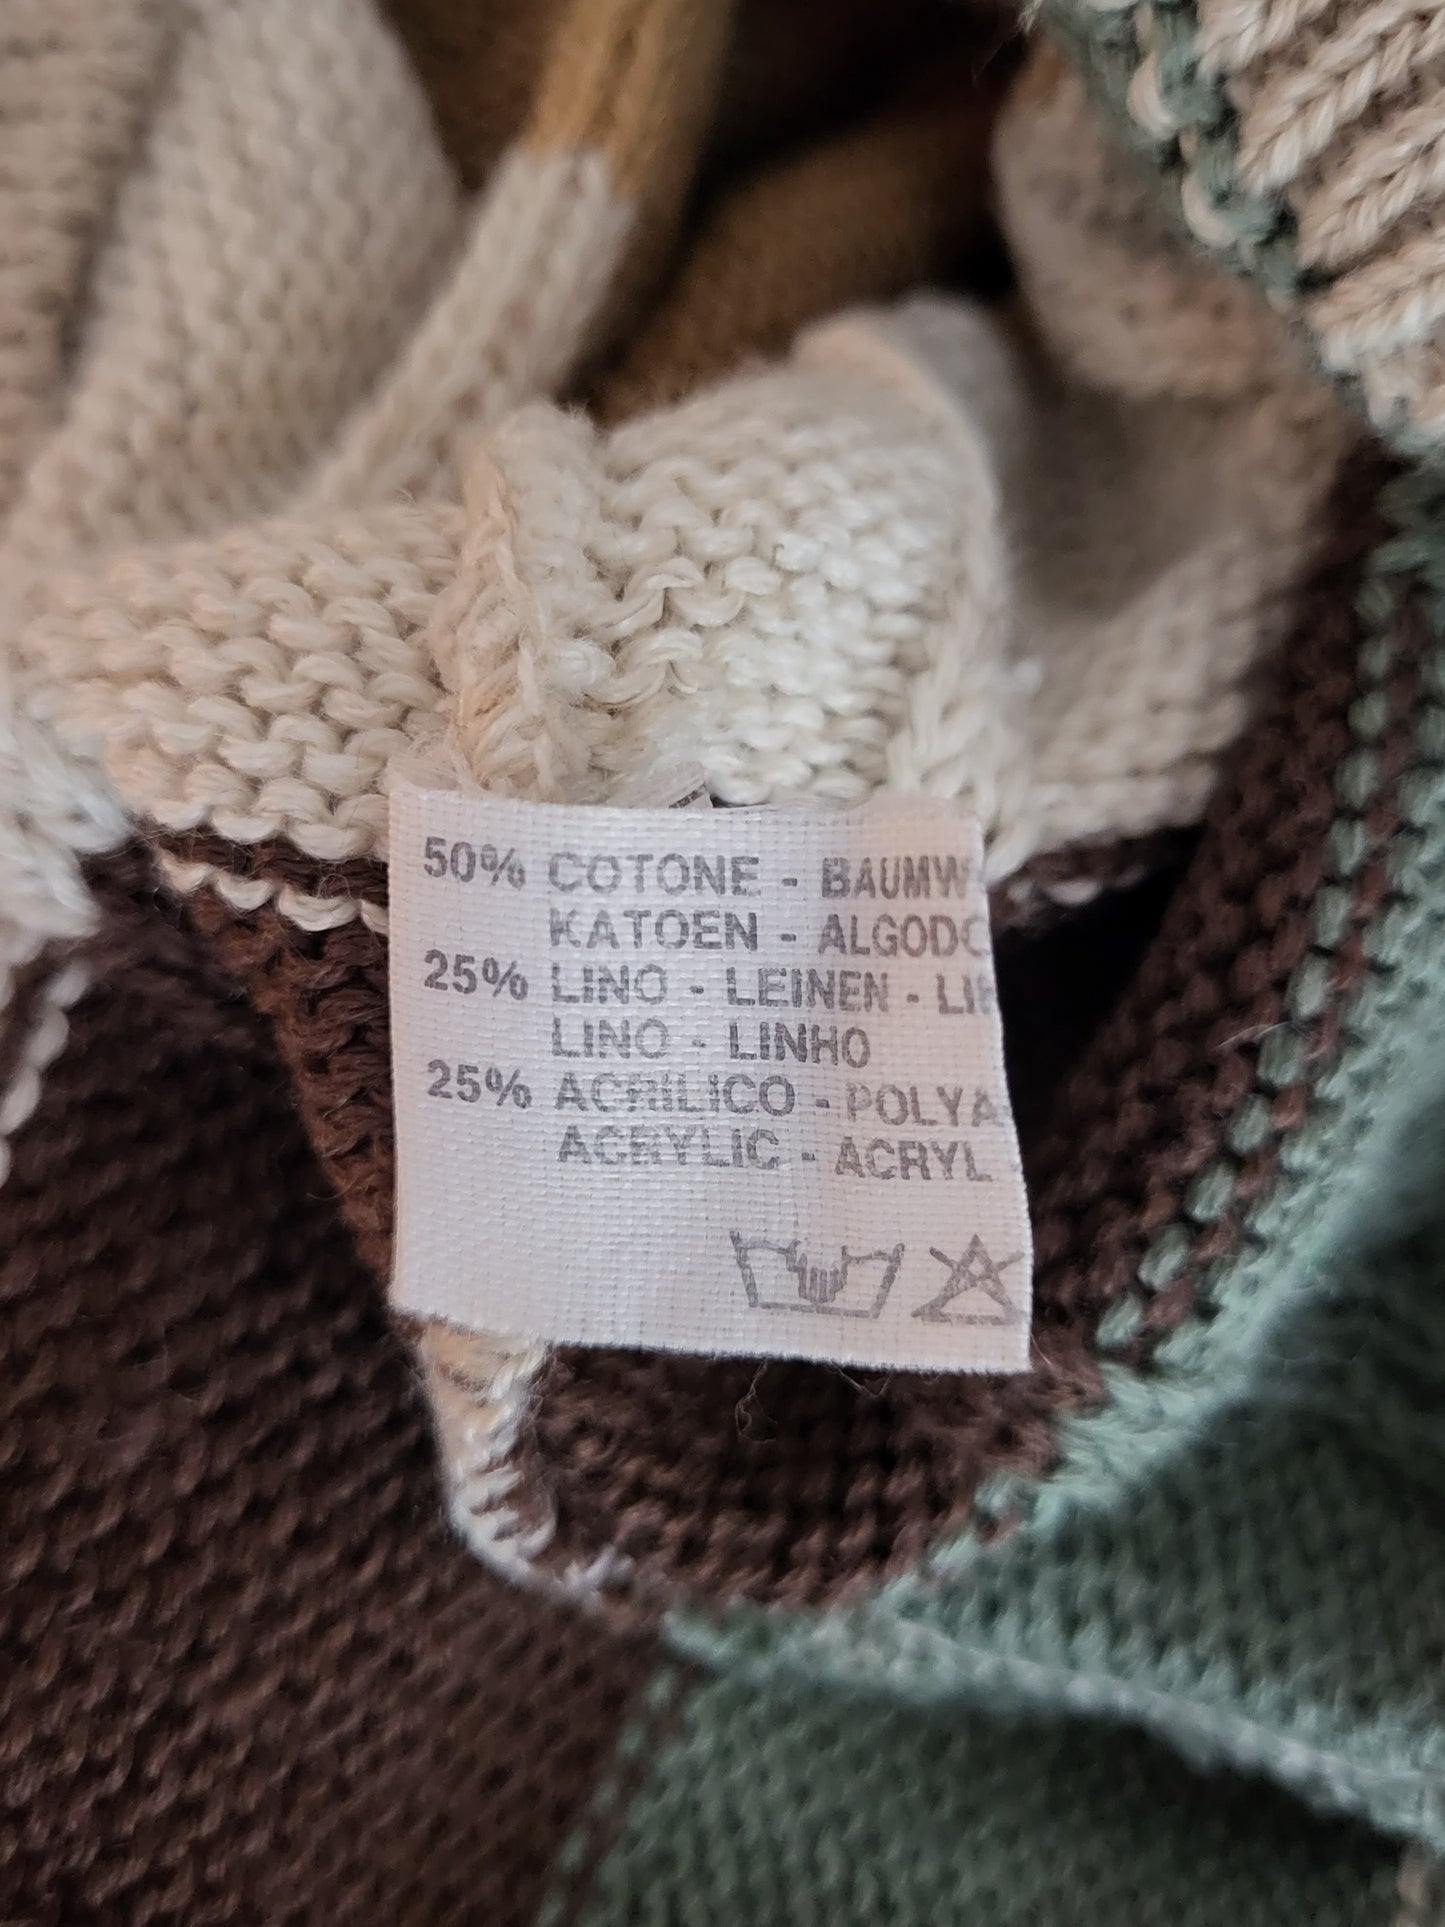 50% COTONE - BAUMW
KATOEN - ALGODO
25% LINO - LEINEN - LI
LINO - LINHO
25% ACRILICO - POLYA
ACRYLIC - ACRYL